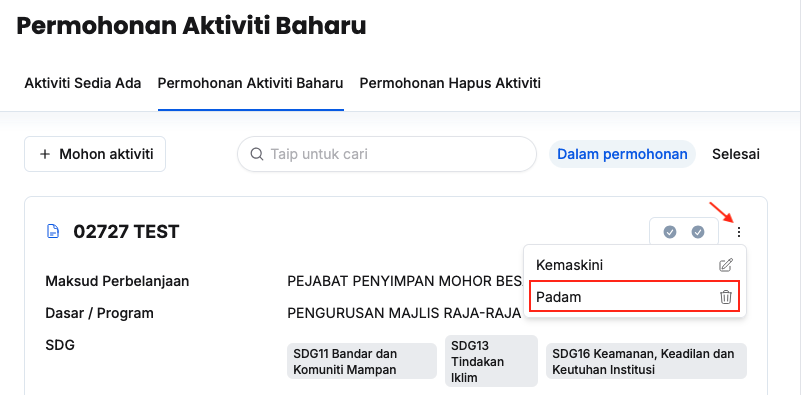 Permohonan Aktiviti Baharu
Aktiviti Sedia Ada Permohonan Aktiviti Baharu Permohonan Hapus Aktiviti
+ Mohon aktiviti Taip untuk cari Dalam permohonan Selesai
02727 TEST
Kemaskini
Padam
Maksud Perbelanjaan PEJABAT PENYIMPAN MOHOR
Dasar / Program PENGURUSAN MAJLIS RAJA-RAJA
SDG
SDG11 Bandar dan
Komuniti Mampan
SDG13
Tindakan
Iklim
SDG16 Keamanan, Keadilan dan
Keutuhan Institusi